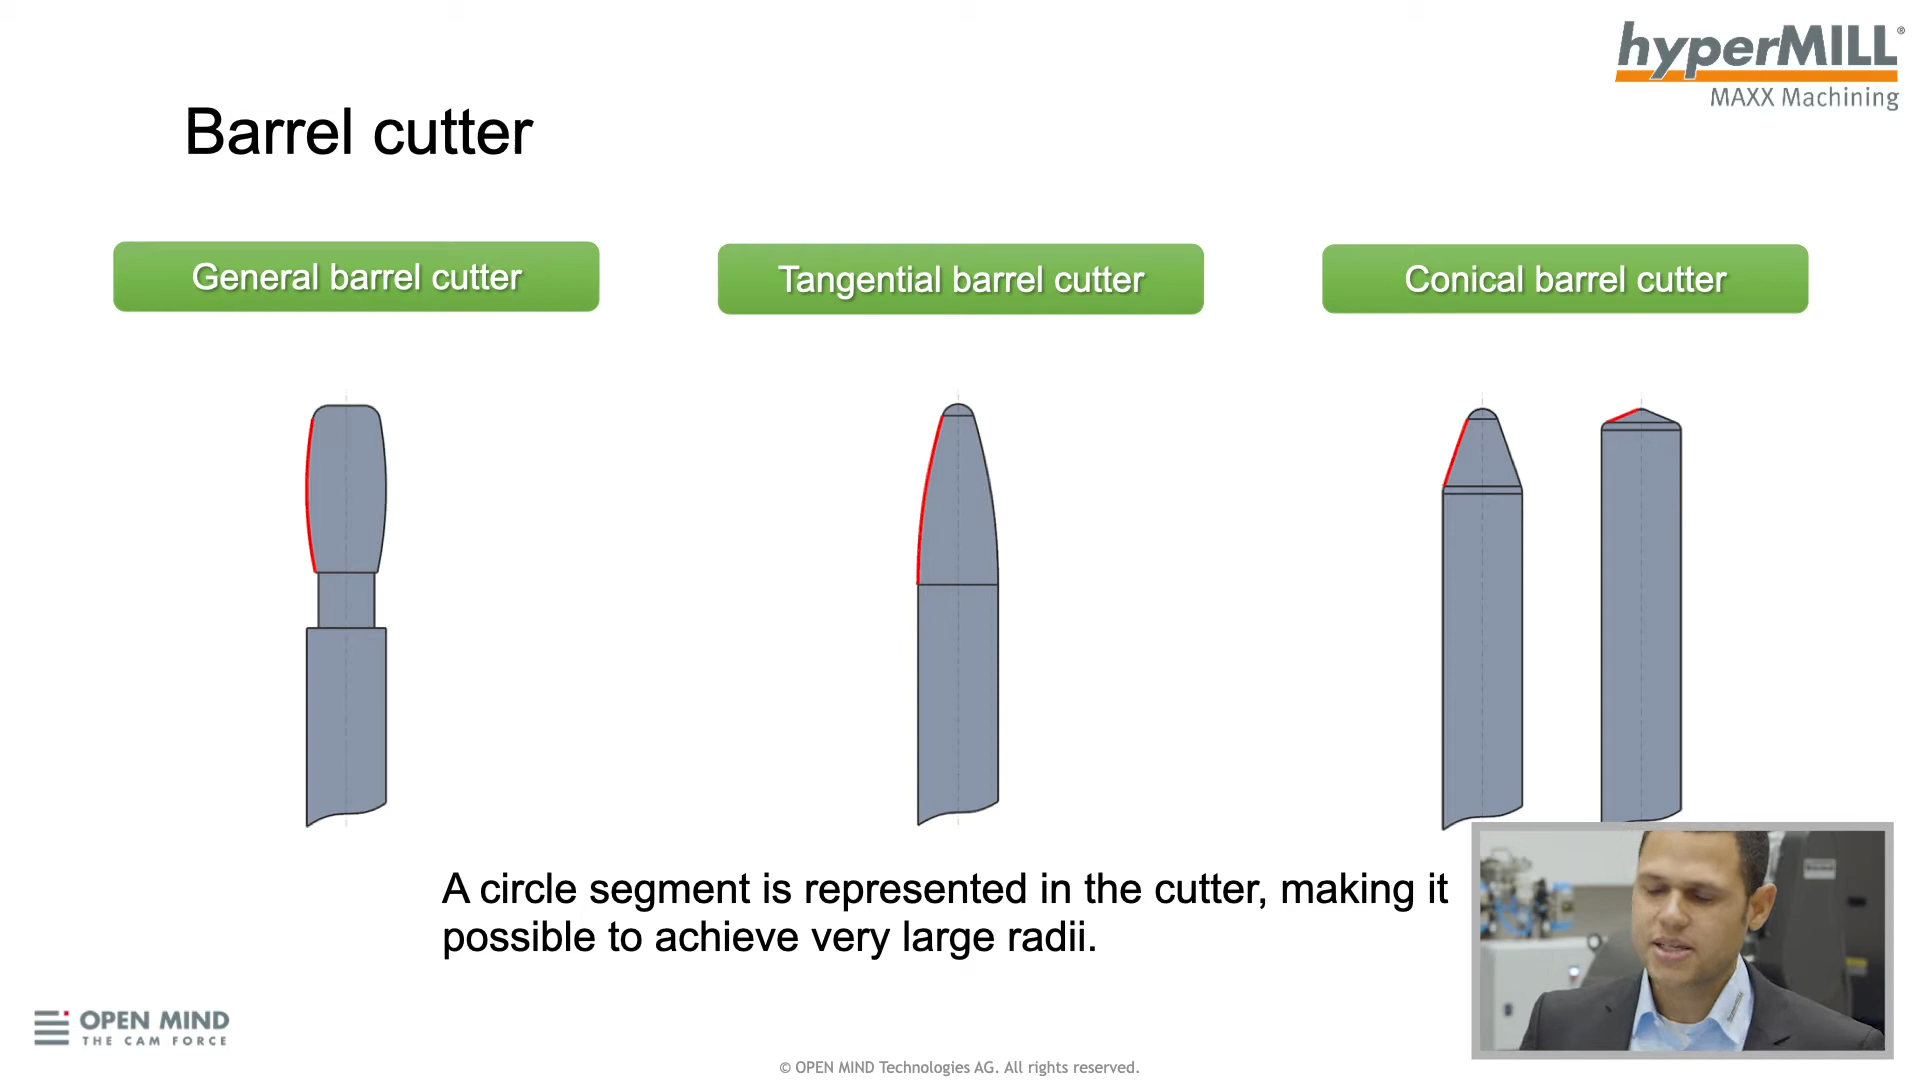 hyperMILL®
MAXX Machining
Barrel cutter
General barrel cutter
Tangential barrel cutter
Conical barrel cutter
A circle segment is represented in the cutter, making it
possible to achieve very large radii.
OPEN MIND
THE CAM FORCE
© OPEN MIND Technologies AG. All rights reserved.